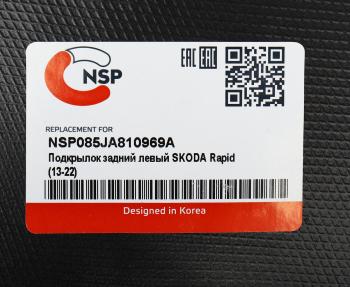 NSP
EAC EAC
REPLACEMENT FOR
NSP085JA810969A
Подкрылок задний левый SKODA Rapid
(13-22)
Designed in Korea